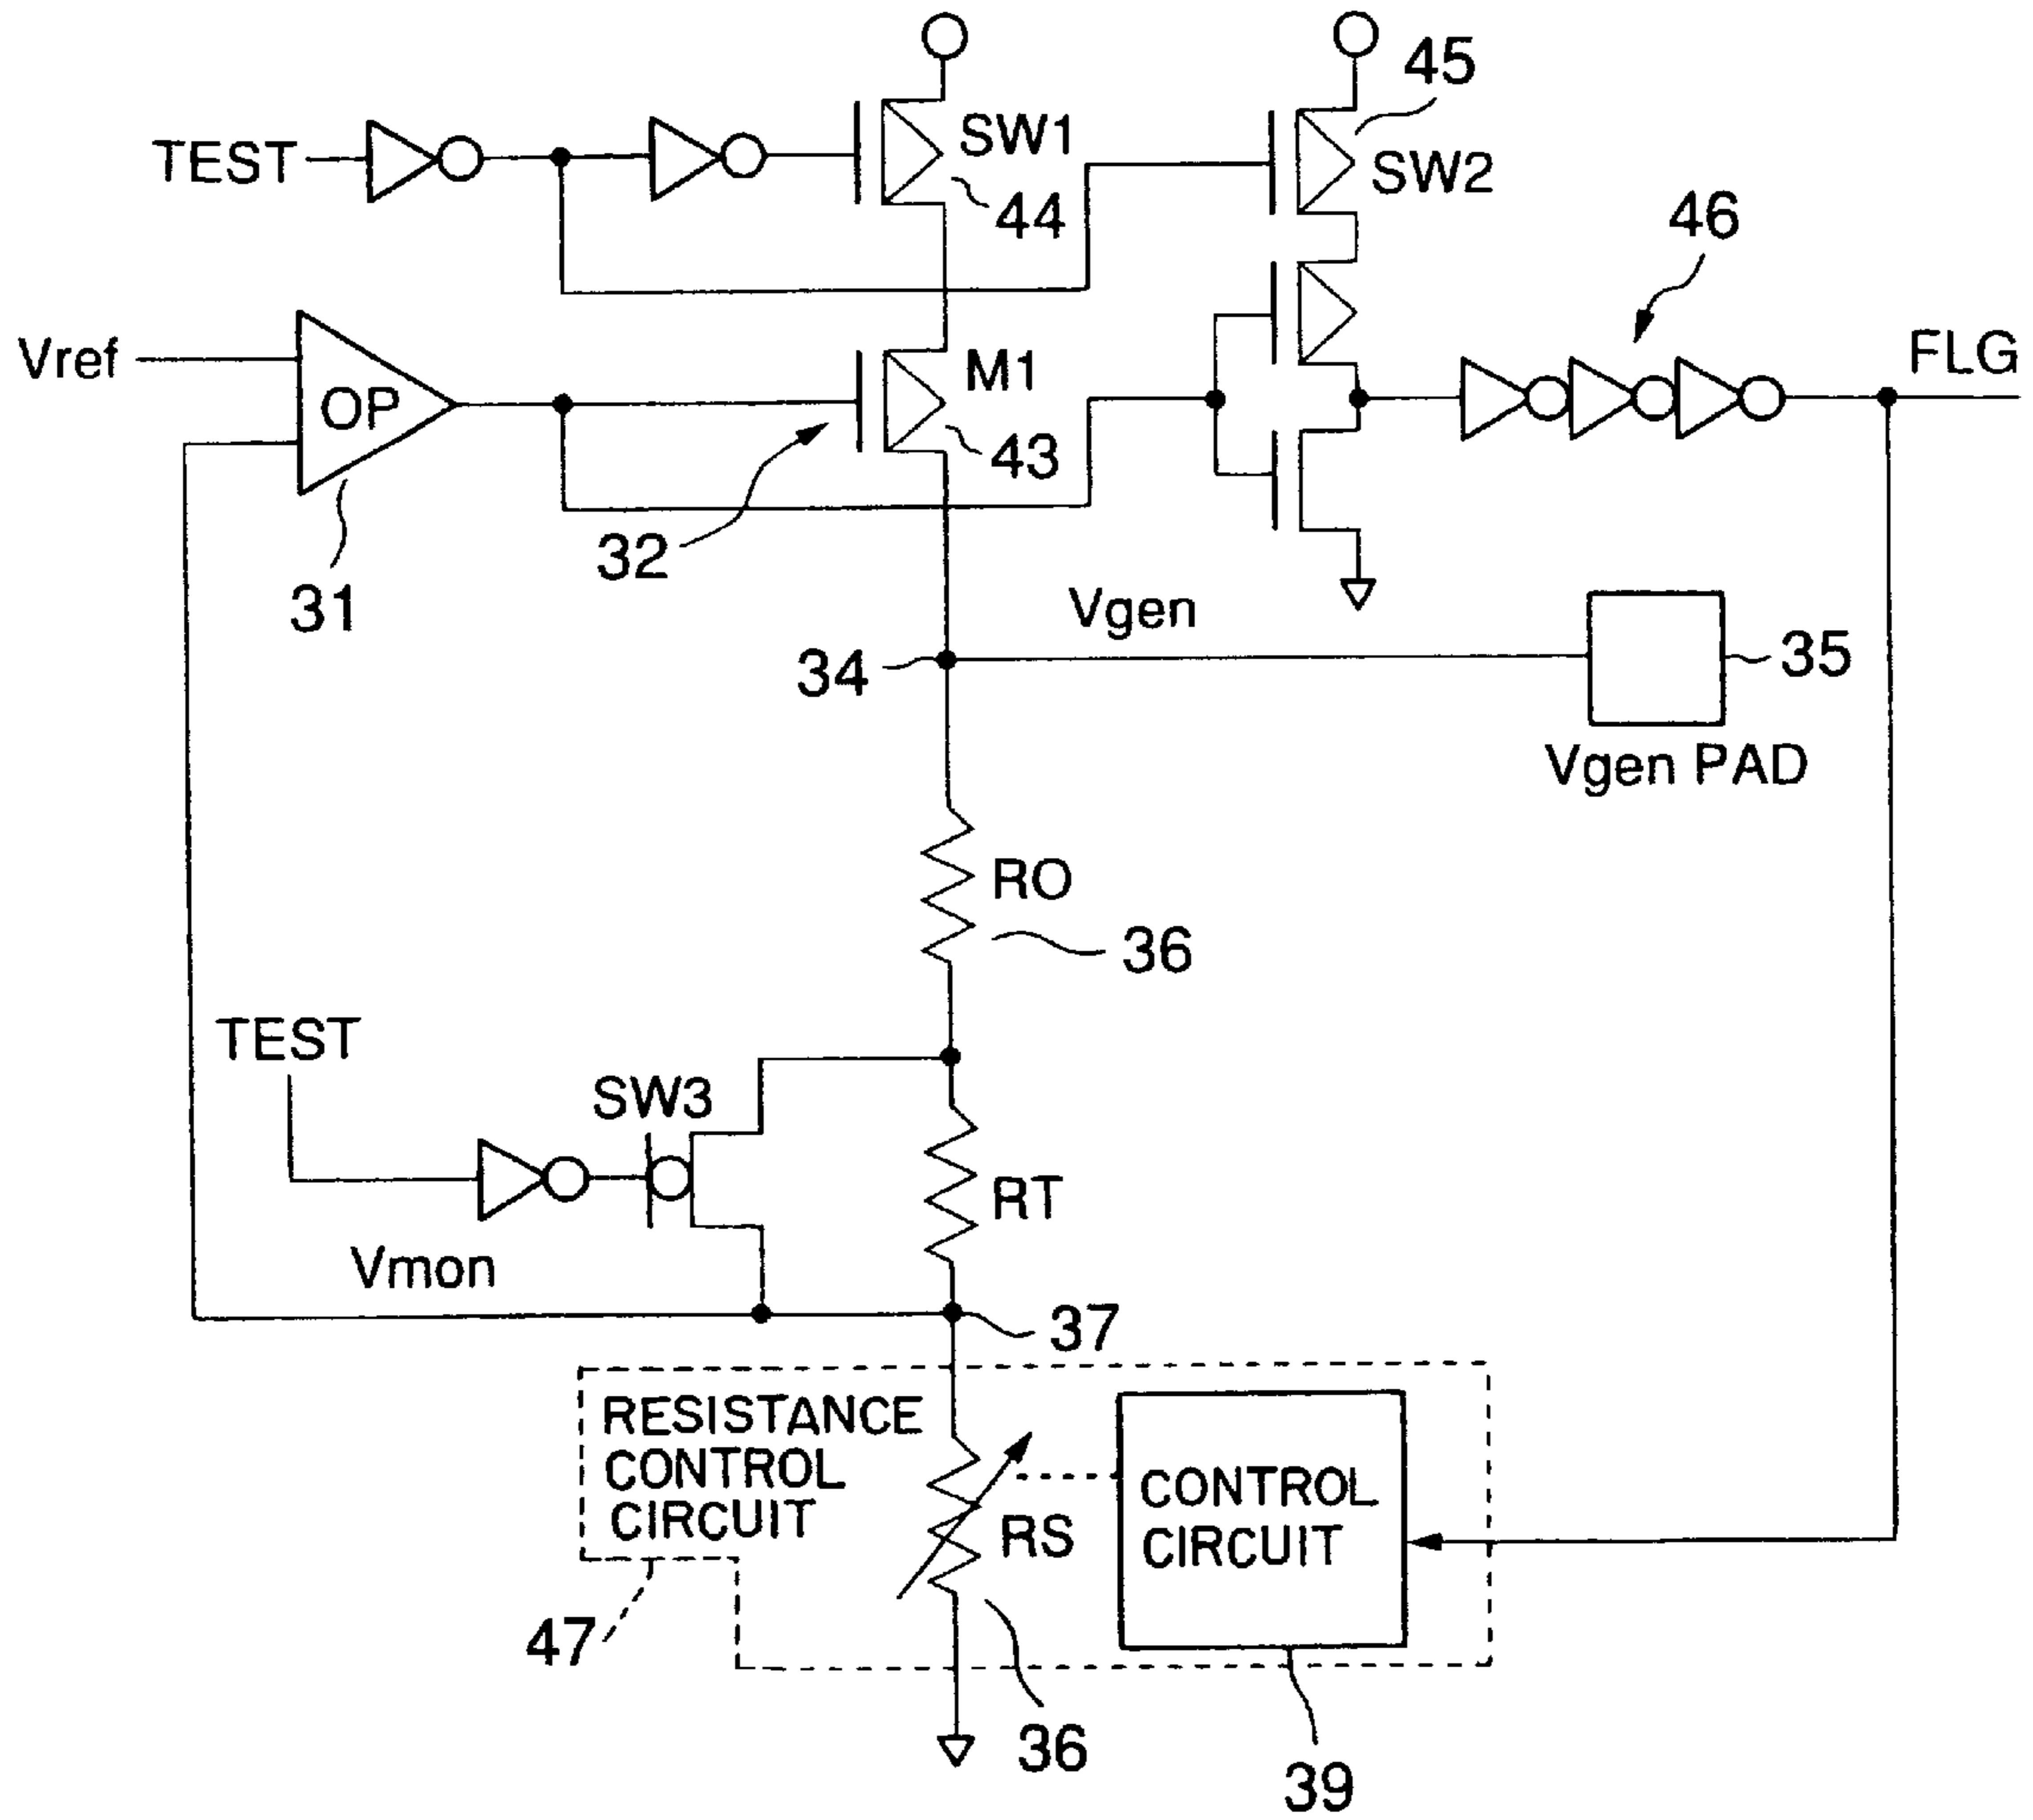 45
TEST
SW1
SW2
44
46
Vref
OP
M1
FLG
43
32
31
Vgen
34
35
Vgen PAD
RO
36
TEST
SW3
RT
Vmon
37
RESISTANCE
CONTROL
CIRCUIT
CONTROL
CIRCUIT
RS
47
36
39